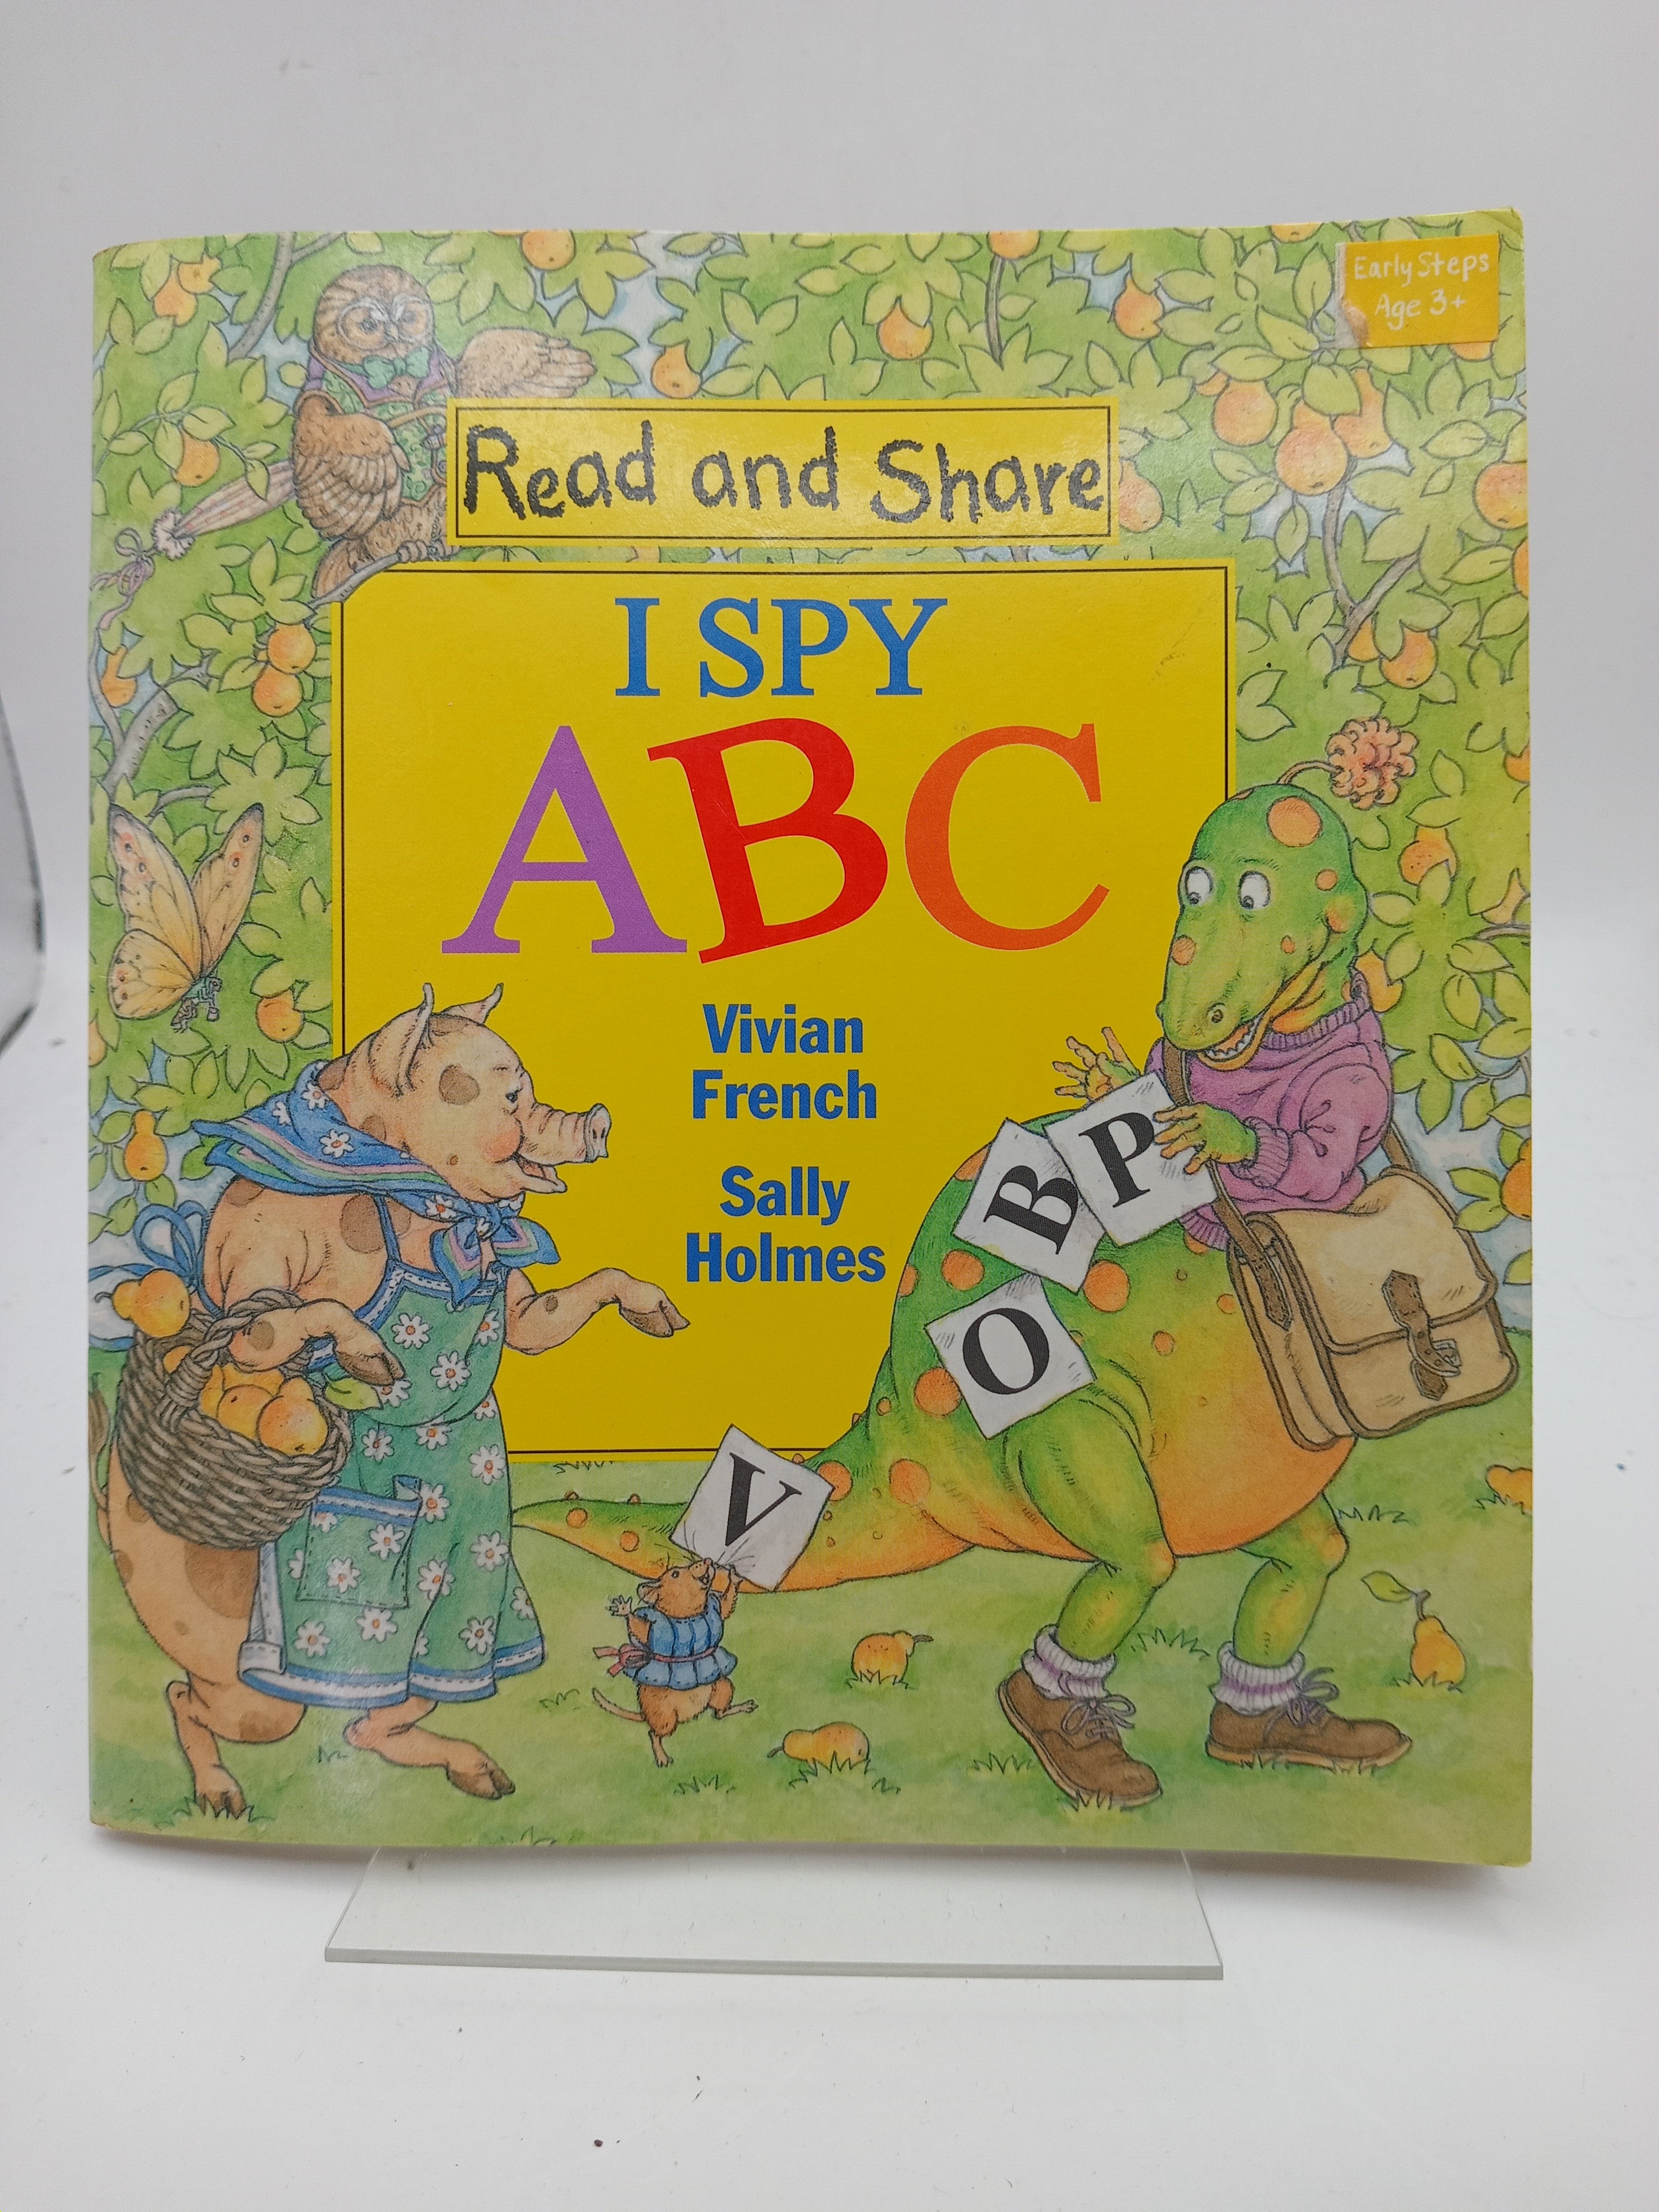 Early Steps
Age 3+
Read and Share
I SPY
ABC
Vivian
French
Sally
Holmes
B P
O
V